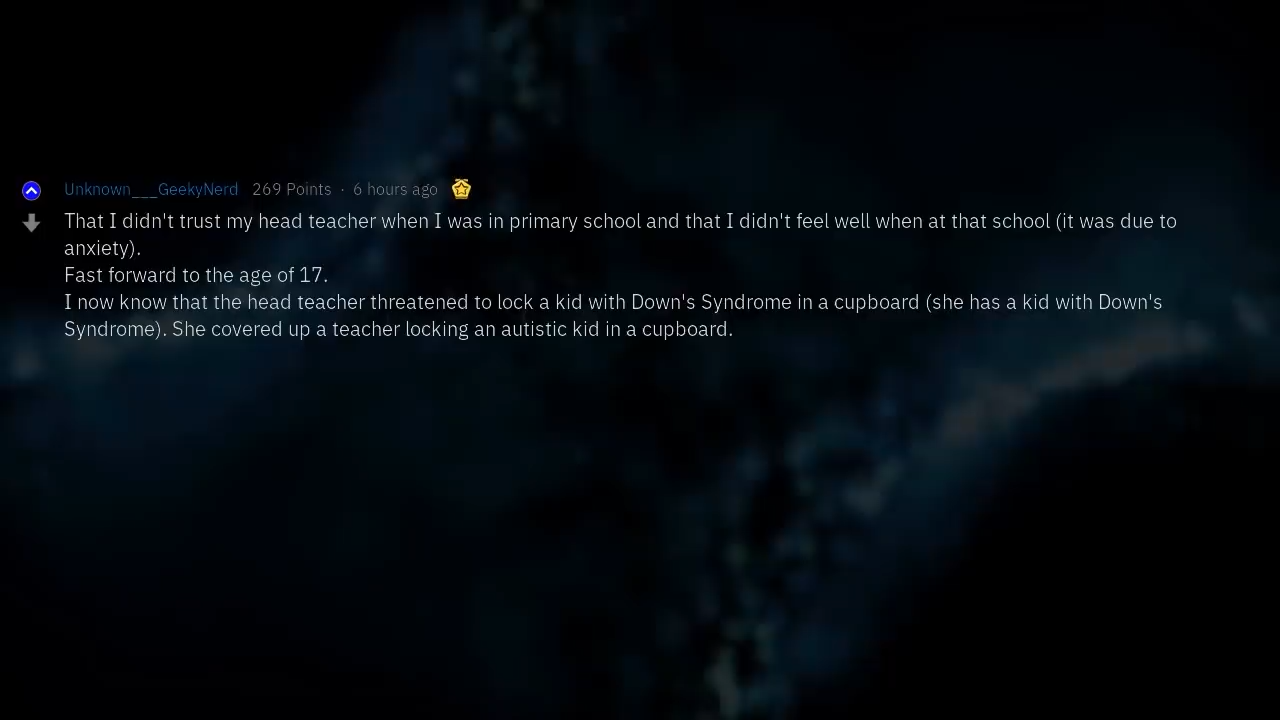 Unknown___GeekyNerd 269 Points · 6 hours ago
That I didn't trust my head teacher when I was in primary school and that I didn't feel well when at that school (it was due to
anxiety).
Fast forward to the age of 17.
I now know that the head teacher threatened to lock a kid with Down's Syndrome in a cupboard (she has a kid with Down's
Syndrome). She covered up a teacher locking an autistic kid in a cupboard.